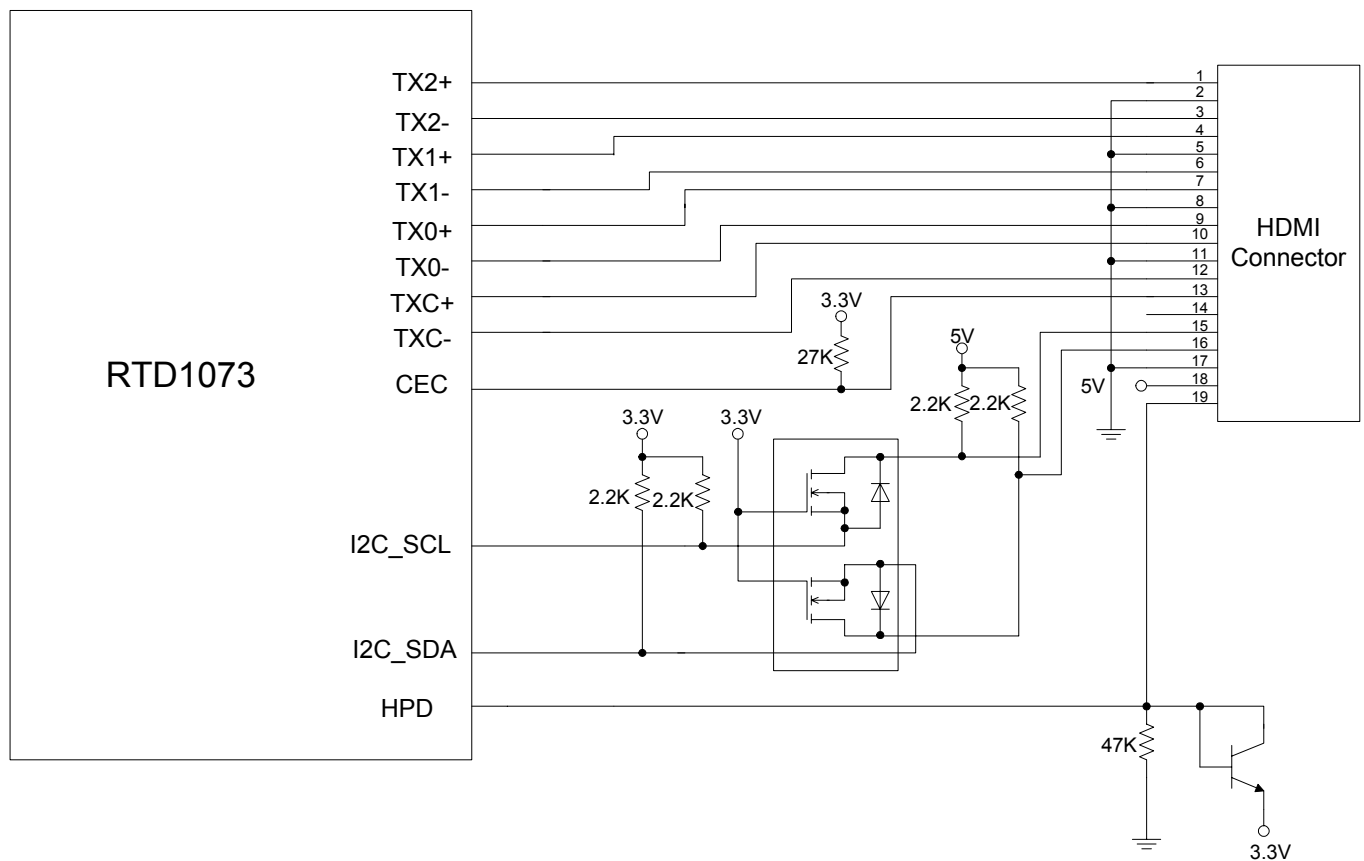 RTD1073
TX2+
TX2-
TX1+
TX1-
TX0+
TX0-
TXC+
TXC-
CEC
I2C_SCL
I2C_SDA
HPD
3.3V
27K
5V
2.2K
2.2K
3.3V
3.3V
2.2K
2.2K
1
2
3
4
5
6
7
8
9
10
11
12
13
14
15
16
17
18
19
5V
HDMI
Connector
47K
3.3V